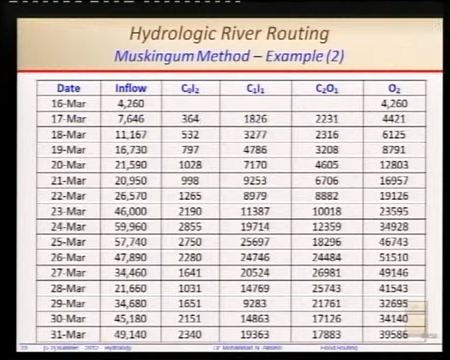 Hydrologic River Routing
Muskingum Method – Example (2)
Date Inflow C₀I₂ C₁I₁ C₂O₁ O₂
16-Mar 4,260 4,260
17-Mar 7,646 364 1826 2231 4421
18-Mar 11,167 532 3277 2316 6125
19-Mar 16,730 797 4786 3208 8791
20-Mar 21,590 1028 7170 4605 12803
21-Mar 20,950 998 9253 6706 16957
22-Mar 26,570 1265 8979 8882 19126
23-Mar 46,000 2190 11387 10018 23595
24-Mar 59,960 2855 19714 12359 34928
25-Mar 57,740 2750 25697 18296 46743
26-Mar 47,890 2280 24746 24484 51510
27-Mar 34,460 1641 20524 26981 49146
28-Mar 21,660 1031 14769 25743 41543
29-Mar 34,680 1651 9283 21761 32695
30-Mar 45,180 2151 14863 17126 34140
31-Mar 49,140 2340 19363 17883 39586
Hydrology Flood Routing